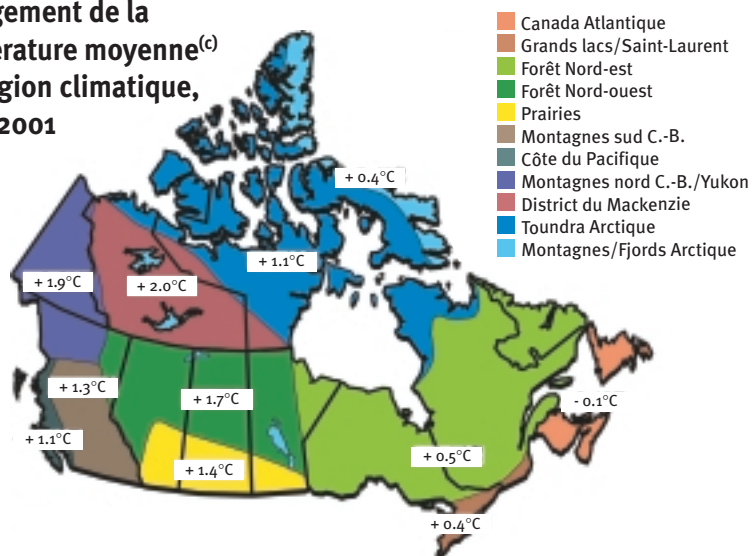 gement de la
érature moyenne(c)
égion climatique,
2001
Canada Atlantique
Grands lacs/Saint-Laurent
Forêt Nord-est
Forêt Nord-ouest
Prairies
Montagnes sud C.-B.
Côte du Pacifique
Montagnes nord C.-B./Yukon
District du Mackenzie
Toundra Arctique
Montagnes/Fjords Arctique
+ 0.4°C
+ 1.1°C
+ 1.9°C
+ 2.0°C
+ 1.3°C
+ 1.7°C
- 0.1°C
+ 1.1°C
+ 1.4°C
+ 0.5°C
+ 0.4°C